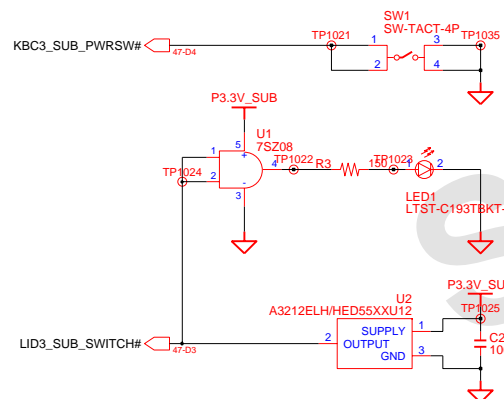 SW1
SW-TACT-4P
TP1021
TP1035
KBC3_SUB_PWRSW#
47-D4
1
3
2
4
P3.3V_SUB
U1
7SZ08
5
+
1
TP1024
2
-
4
TP1022
R3
150
TP1023
1
2
3
LED1
LTST-C193TBKT-
P3.3V_SU
U2
TP1025
A3212ELH/HED55XXU12
SUPPLY
1
LID3_SUB_SWITCH#
47-D3
2
OUTPUT
GND
3
C2
10